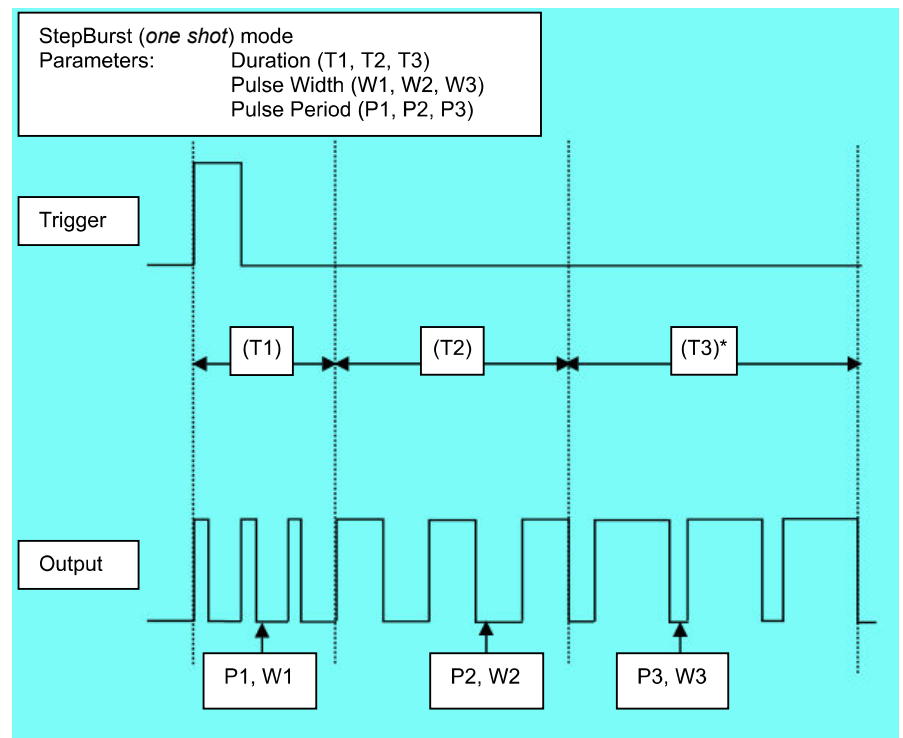 StepBurst (one shot) mode
Parameters: Duration (T1, T2, T3)
Pulse Width (W1, W2, W3)
Pulse Period (P1, P2, P3)
Trigger
(T1)
(T2)
(T3)*
Output
P1, W1
P2, W2
P3, W3